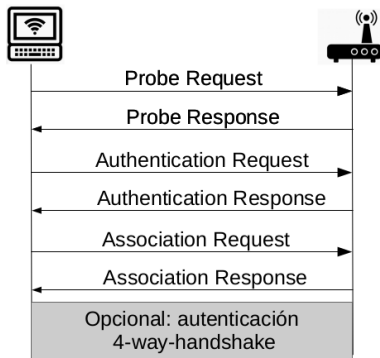 Probe Request
Probe Response
Authentication Request
Authentication Response
Association Request
Association Response
Opcional: autenticación
4-way-handshake